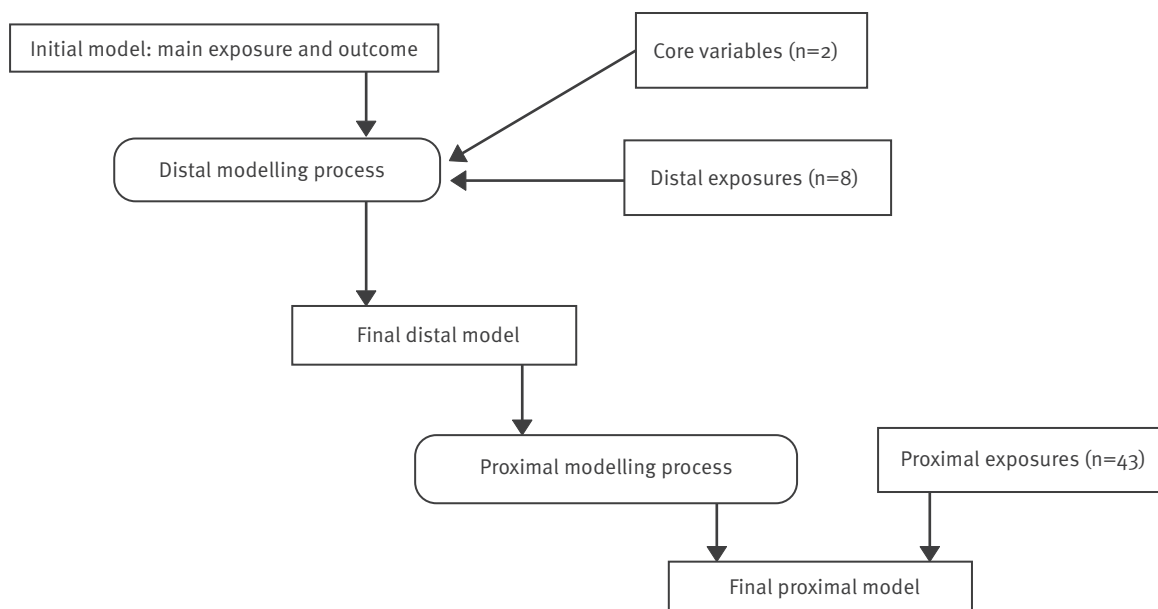 Initial model: main exposure and outcome
Core variables (n=2)
Distal modelling process
Distal exposures (n=8)
Final distal model
Proximal modelling process
Proximal exposures (n=43)
Final proximal model